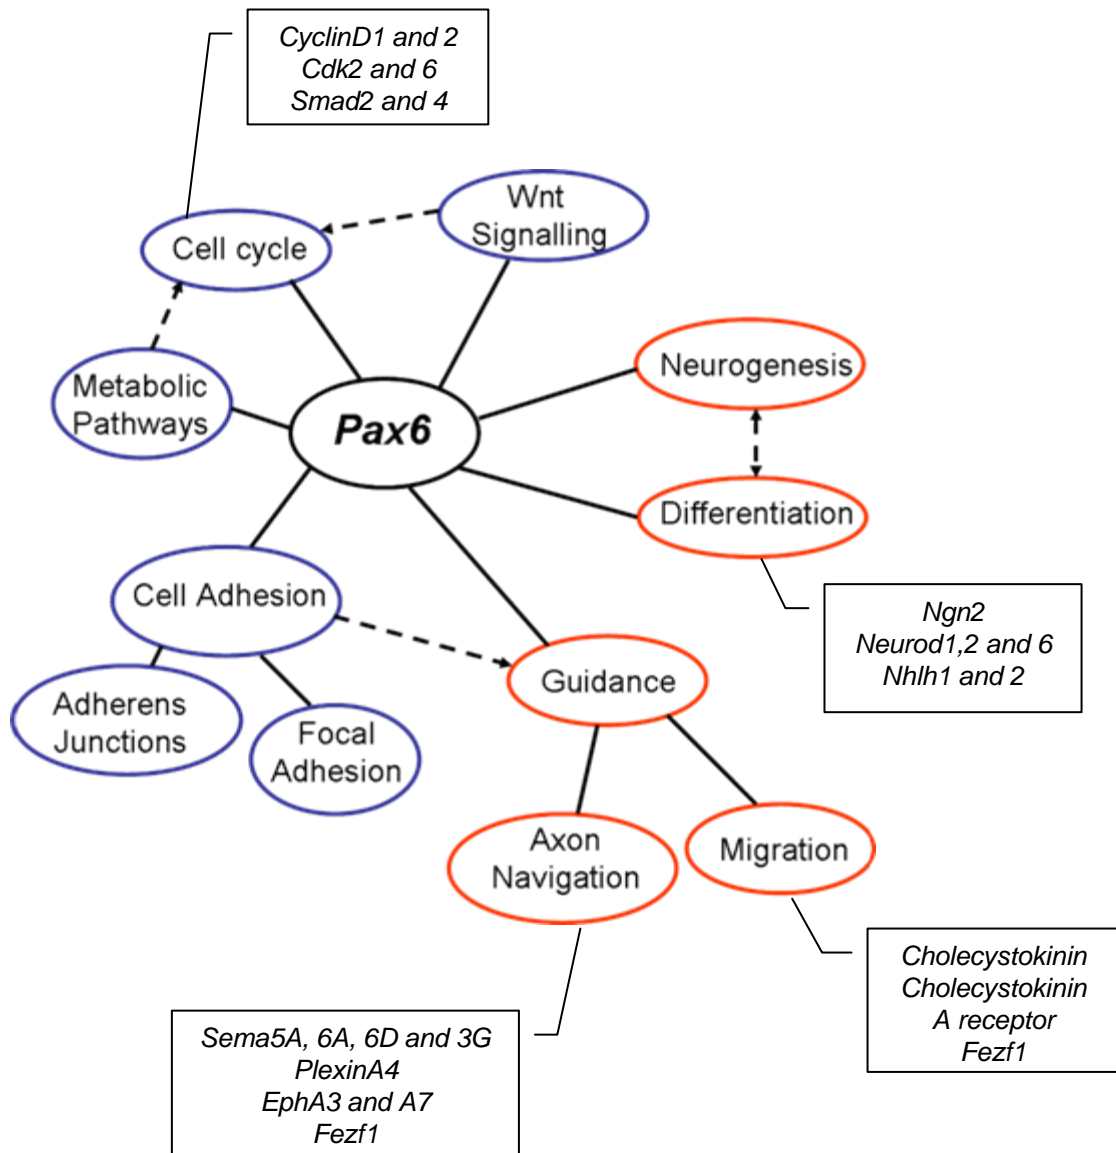 CyclinD1 and 2
Cdk2 and 6
Smad2 and 4
Wnt
Signalling
Cell cycle
Neurogenesis
Metabolic
Pathways
Pax6
Differentiation
Cell Adhesion
Ngn2
Neurod1,2 and 6
Nhlh1 and 2
Guidance
Adherens
Junctions
Focal
Adhesion
Axon
Navigation
Migration
Cholecystokinin
Cholecystokinin
A receptor
Fezf1
Sema5A, 6A, 6D and 3G
PlexinA4
EphA3 and A7
Fezf1